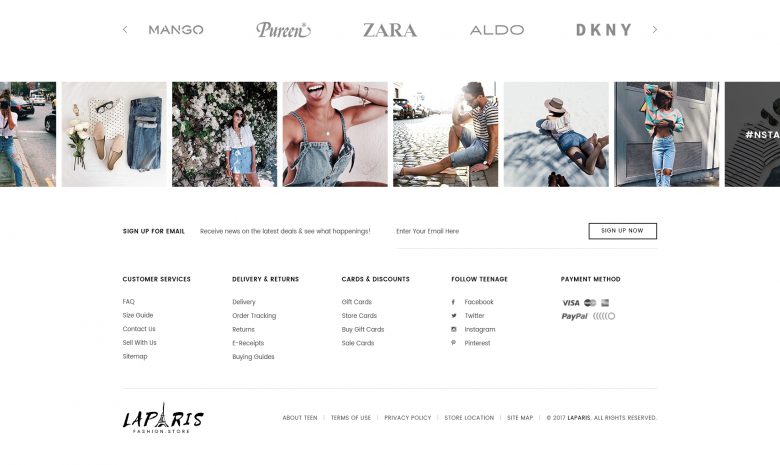 MANGO
Pureen®
ZARA
ALDO
DKNY
#NSTA
SIGN UP FOR EMAIL
Receive news on the latest deals & see what happenings!
Enter Your Email Here
SIGN UP NOW
CUSTOMER SERVICES
FAQ
Size Guide
Contact Us
Sell With Us
Sitemap
DELIVERY & RETURNS
Delivery
Order Tracking
Returns
E-Receipts
Buying Guides
CARDS & DISCOUNTS
Gift Cards
Store Cards
Buy Gift Cards
Sale Cards
FOLLOW TEENAGE
Facebook
Twitter
Instagram
Pinterest
PAYMENT METHOD
VISA
PayPal
LAPARIS
FASHION.STORE
ABOUT TEEN | TERMS OF USE | PRIVACY POLICY | STORE LOCATION | SITE MAP | © 2017 LAPARIS. ALL RIGHTS RESERVED.